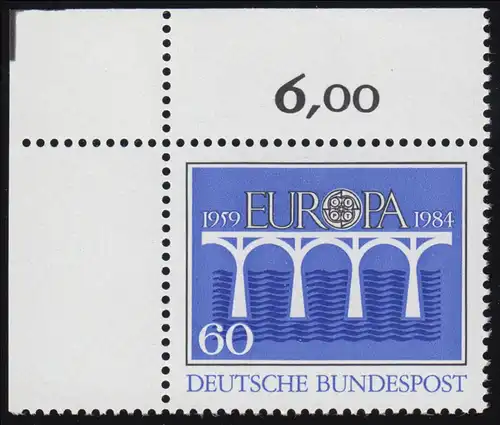 6,00
1959 EUROPA 1984
60
DEUTSCHE BUNDESPOST